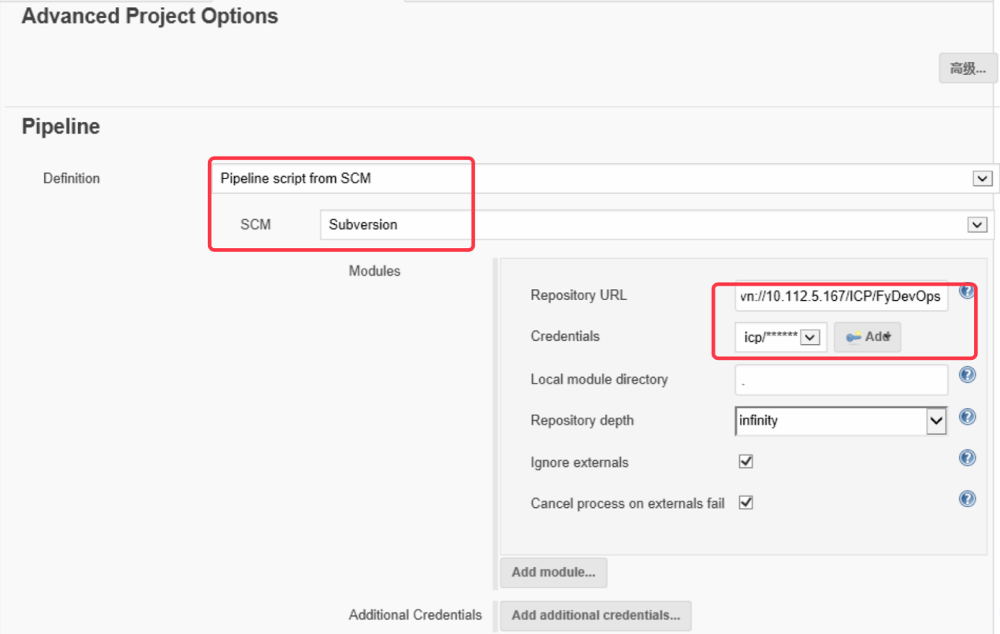 Advanced Project Options
高级...
Pipeline
Definition
Pipeline script from SCM
SCM
Subversion
Modules
Repository URL
vn://10.112.5.167/ICP/FyDevOps
Credentials
icp/******
Add
Local module directory
.
Repository depth
infinity
Ignore externals
Cancel process on externals fail
Add module...
Additional Credentials
Add additional credentials...